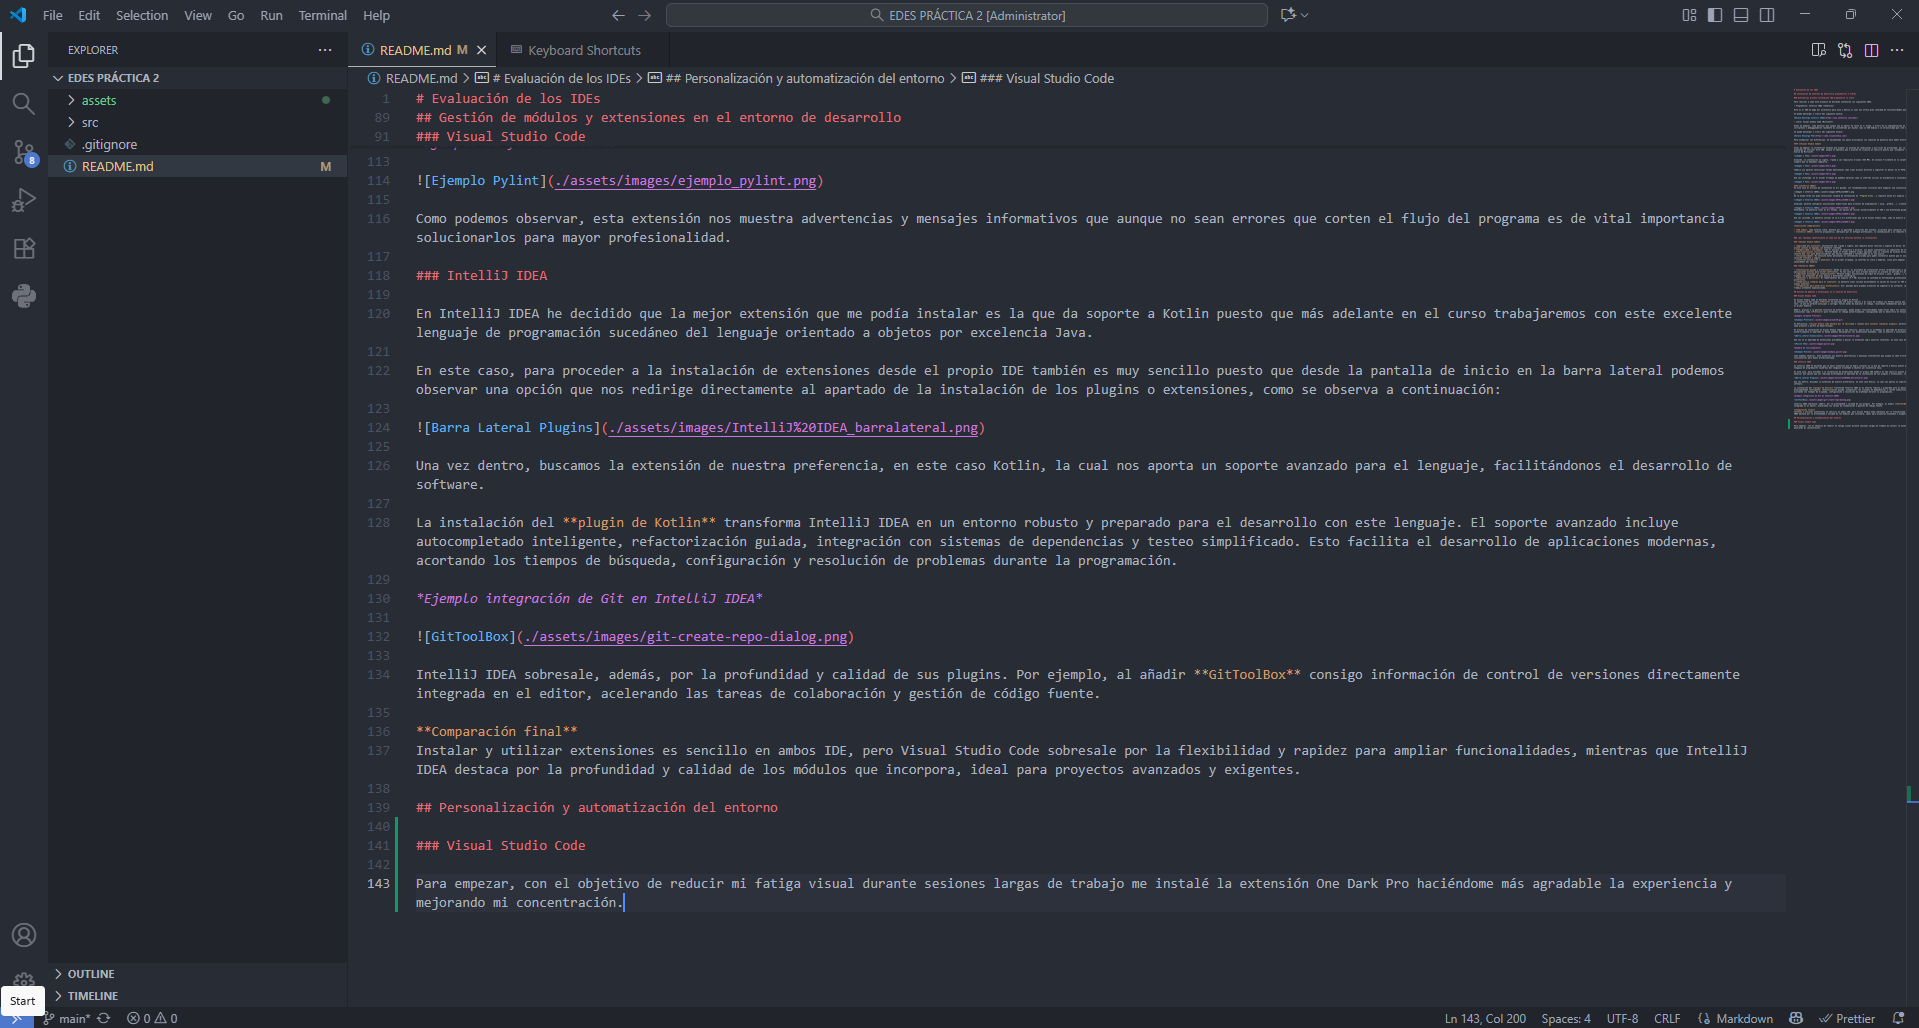 File Edit Selection View Go Run Terminal Help
EDES PRÁCTICA 2 [Administrator]
EXPLORER
README.md M
Keyboard Shortcuts
EDES PRÁCTICA 2
README.md > # Evaluación de los IDEs > ## Personalización y automatización del entorno > ### Visual Studio Code
assets
src
.gitignore
README.md M
8
1 # Evaluación de los IDEs
89 ## Gestión de módulos y extensiones en el entorno de desarrollo
91 ### Visual Studio Code
113
114 ![Ejemplo Pylint](./assets/images/ejemplo_pylint.png)
115
116 Como podemos observar, esta extensión nos muestra advertencias y mensajes informativos que aunque no sean errores que corten el flujo del programa es de vital importancia
solucionarlos para mayor profesionalidad.
117
118 ### IntelliJ IDEA
119
120 En IntelliJ IDEA he decidido que la mejor extensión que me podía instalar es la que da soporte a Kotlin puesto que más adelante en el curso trabajaremos con este excelente
lenguaje de programación sucedáneo del lenguaje orientado a objetos por excelencia Java.
121
122 En este caso, para proceder a la instalación de extensiones desde el propio IDE también es muy sencillo puesto que desde la pantalla de inicio en la barra lateral podemos
observar una opción que nos redirige directamente al apartado de la instalación de los plugins o extensiones, como se observa a continuación:
123
124 ![Barra Lateral Plugins](./assets/images/IntelliJ%20IDEA_barralateral.png)
125
126 Una vez dentro, buscamos la extensión de nuestra preferencia, en este caso Kotlin, la cual nos aporta un soporte avanzado para el lenguaje, facilitándonos el desarrollo de
software.
127
128 La instalación del **plugin de Kotlin** transforma IntelliJ IDEA en un entorno robusto y preparado para el desarrollo con este lenguaje. El soporte avanzado incluye
autocompletado inteligente, refactorización guiada, integración con sistemas de dependencias y testeo simplificado. Esto facilita el desarrollo de aplicaciones modernas,
acortando los tiempos de búsqueda, configuración y resolución de problemas durante la programación.
129
130 *Ejemplo integración de Git en IntelliJ IDEA*
131
132 ![GitToolBox](./assets/images/git-create-repo-dialog.png)
133
134 IntelliJ IDEA sobresale, además, por la profundidad y calidad de sus plugins. Por ejemplo, al añadir **GitToolBox** consigo información de control de versiones directamente
integrada en el editor, acelerando las tareas de colaboración y gestión de código fuente.
135
136 **Comparación final**
137 Instalar y utilizar extensiones es sencillo en ambos IDE, pero Visual Studio Code sobresale por la flexibilidad y rapidez para ampliar funcionalidades, mientras que IntelliJ
IDEA destaca por la profundidad y calidad de los módulos que incorpora, ideal para proyectos avanzados y exigentes.
138
139 ## Personalización y automatización del entorno
140
141 ### Visual Studio Code
142
143 Para empezar, con el objetivo de reducir mi fatiga visual durante sesiones largas de trabajo me instalé la extensión One Dark Pro haciéndome más agradable la experiencia y
mejorando mi concentración.
OUTLINE
TIMELINE
Start
main* 0 0
Ln 143, Col 200 Spaces: 4 UTF-8 CRLF Markdown Prettier